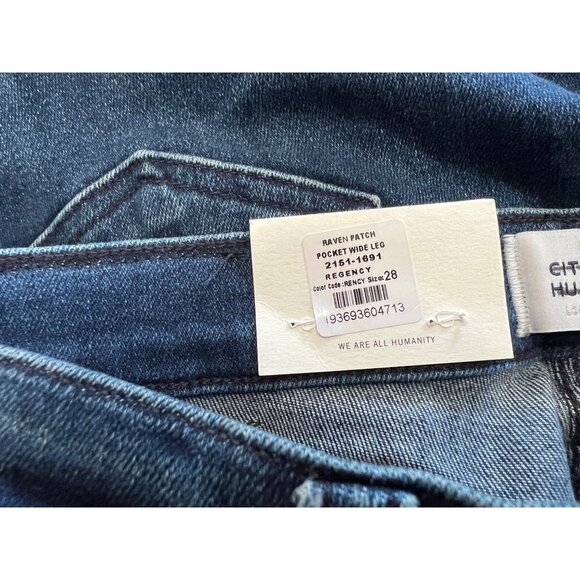 RAVEN PATCH
POCKET WIDE LEG
2151-1691
REGENCY
Color Code :RENCY Size: 28
193693604713
WE ARE ALL HUMANITY
CIT
HU